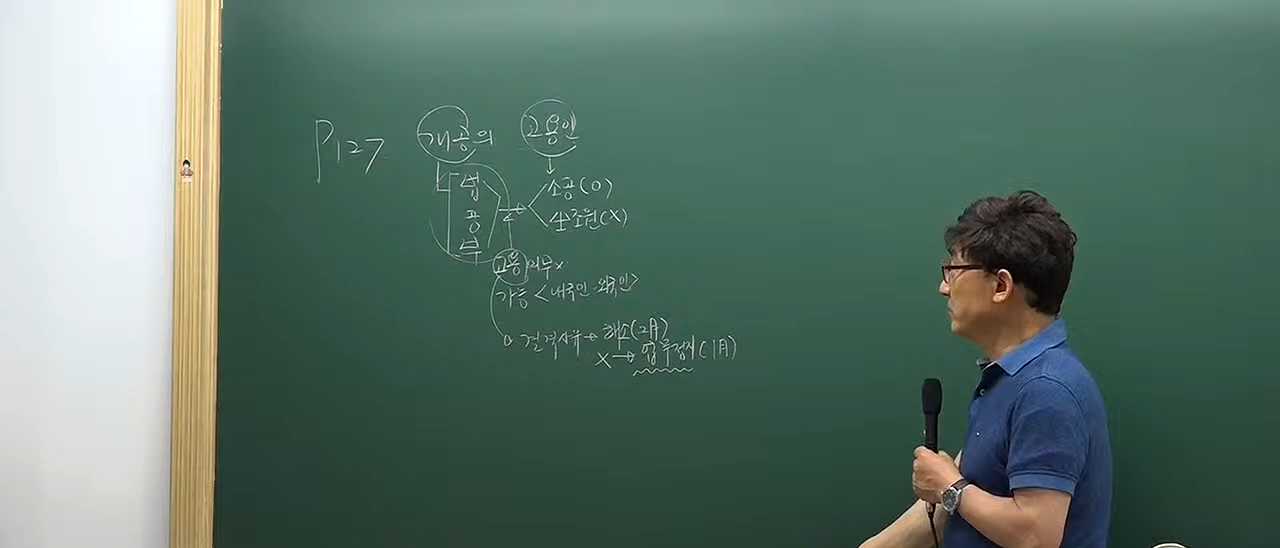 P127 개공의 고용인
법 소공(O)
공 보조원(X)
부
고용의무x
가능<내국인·외국인>
결격사유→해소(2月)
X→업무정지(1月)